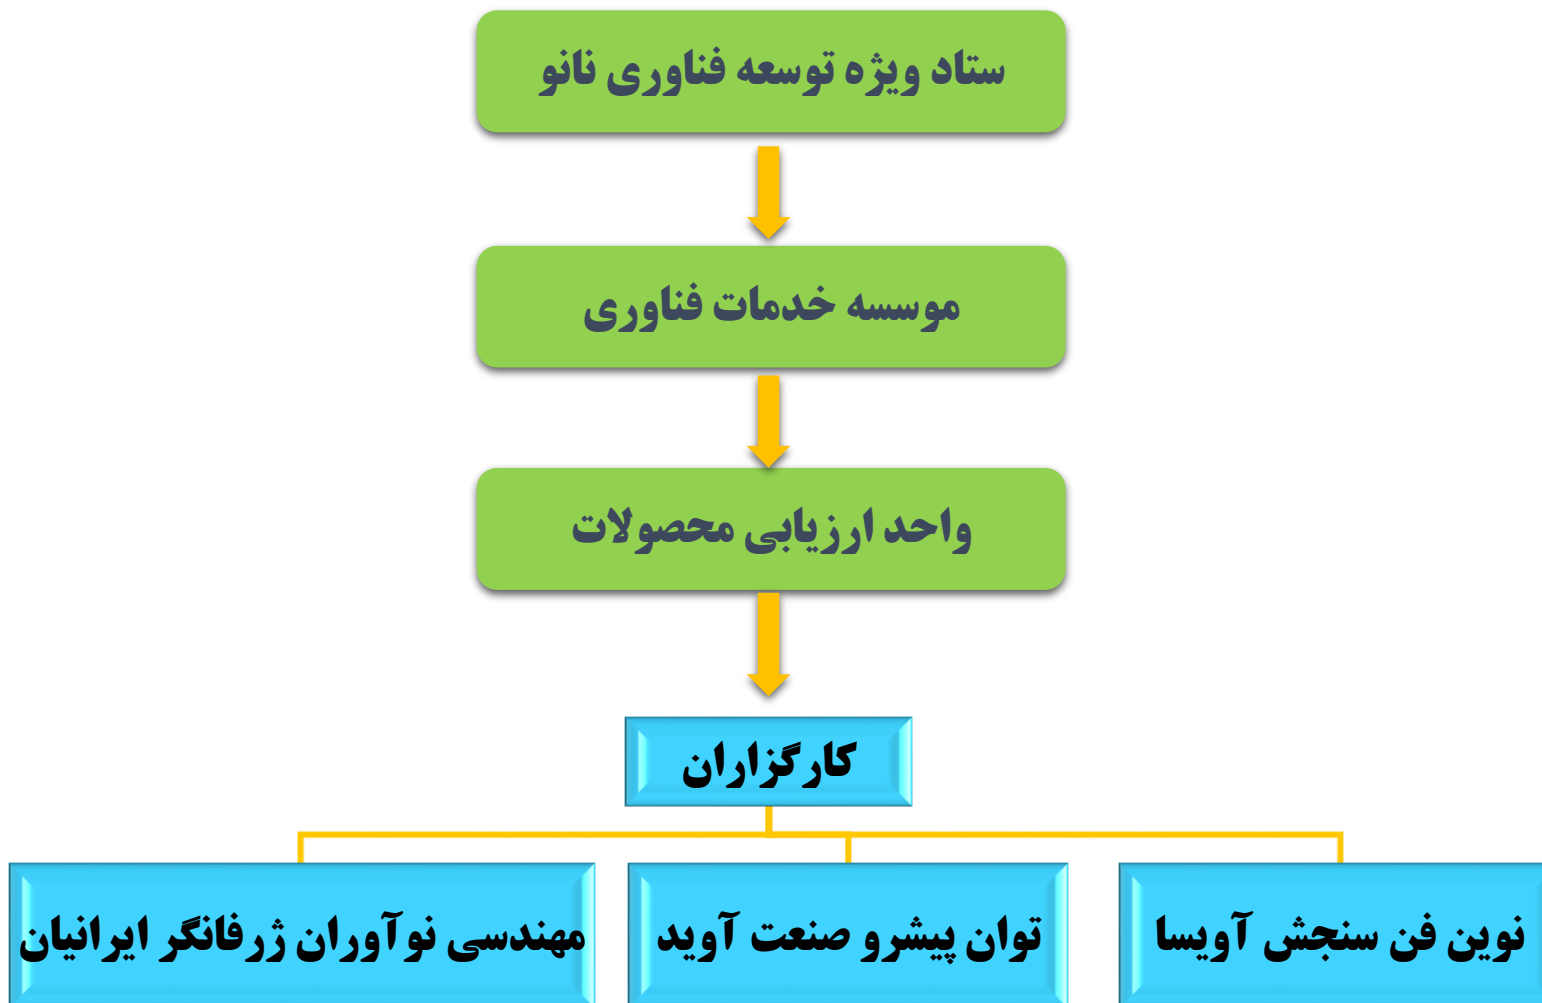 ستاد ویژه توسعه فناوری نانو
موسسه خدمات فناوری
واحد ارزیابی محصولات
کارگزاران
نوین فن سنجش آویسا
توان پیشرو صنعت آوید
مهندسی نوآوران ژرفانگر ایرانیان